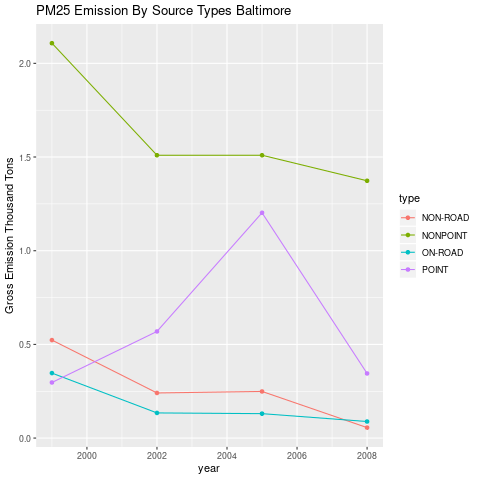 PM25 Emission By Source Types Baltimore
Gross Emission Thousand Tons
2.0
1.5
1.0
0.5
0.0
2000 2002 2004 2006 2008
year
type
NON-ROAD
NONPOINT
ON-ROAD
POINT